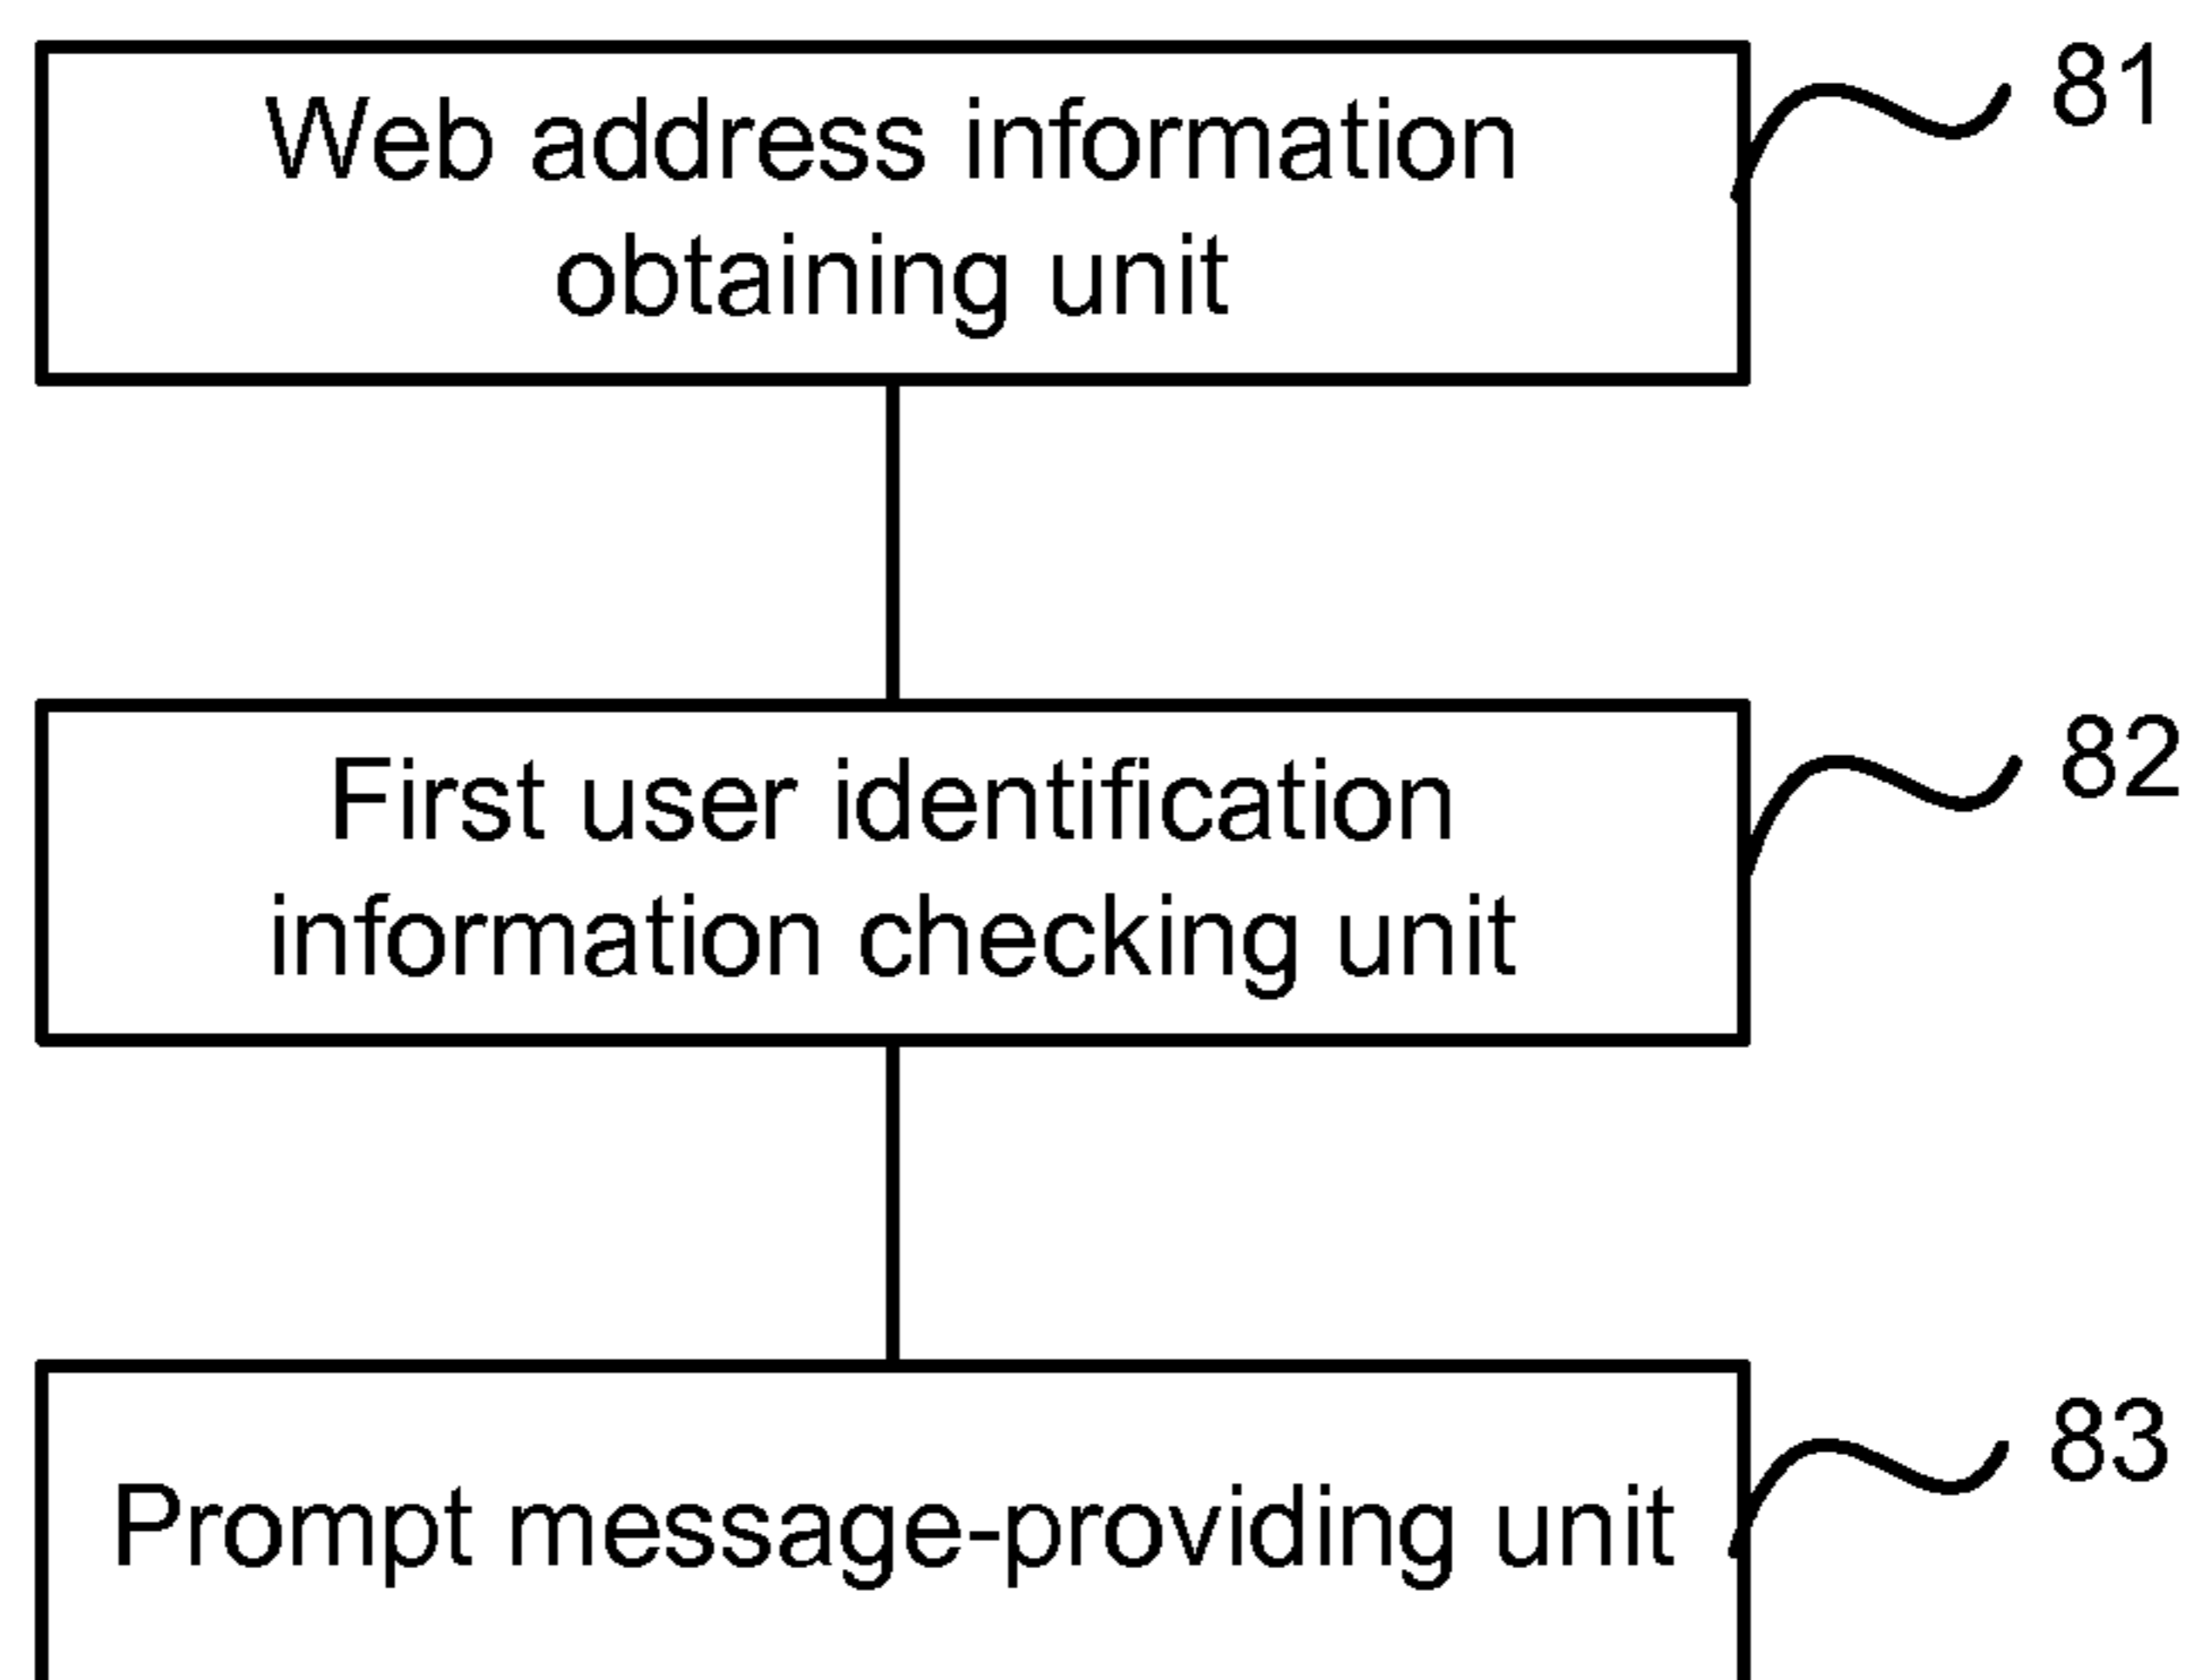 Web address information
obtaining unit
81
First user identification
information checking unit
82
Prompt message-providing unit
83